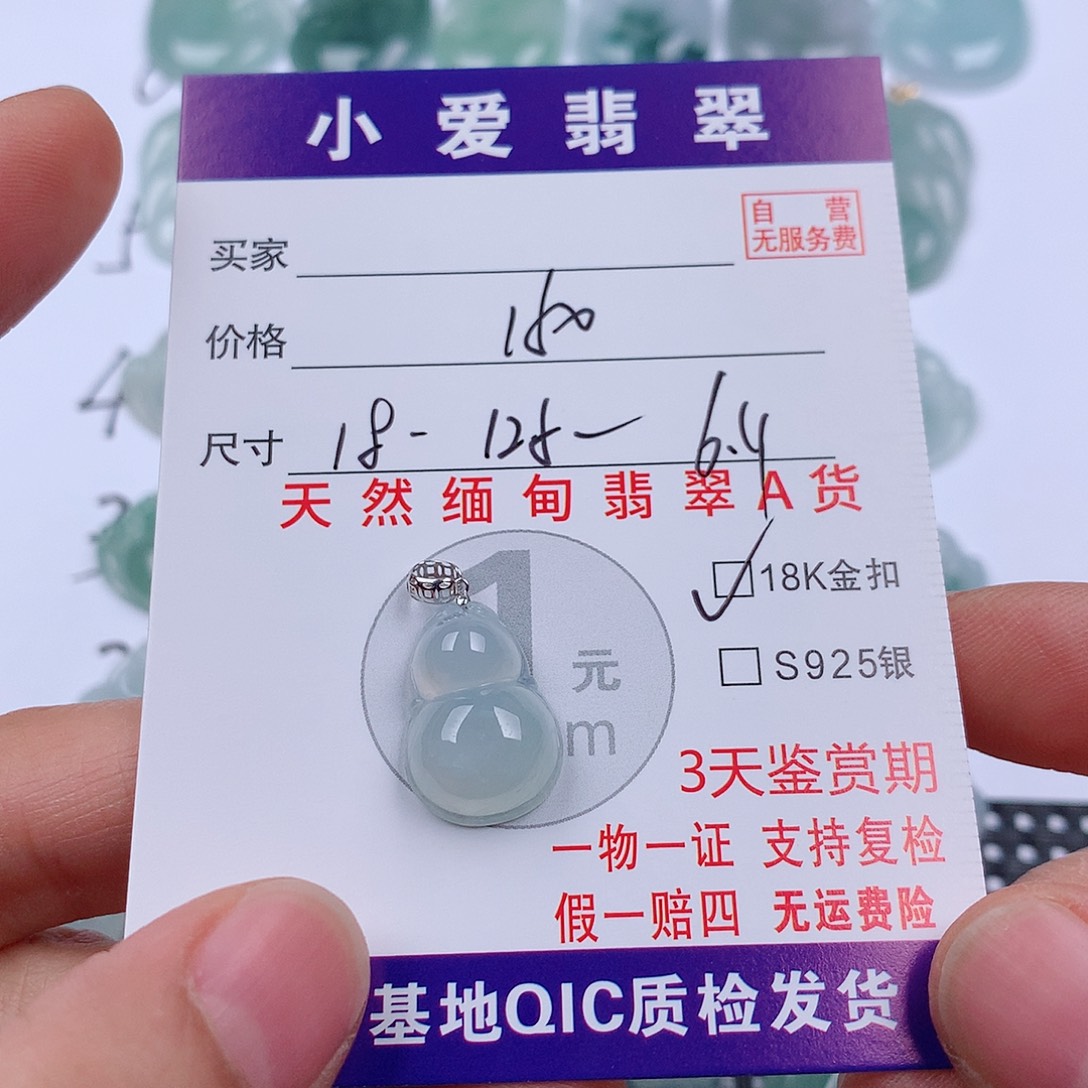 小爱翡翠
自营
无服务费
买家
价格
尺寸 18- 12.5- 6.4
天然缅甸翡翠A货
1
元
m
18K金扣
S925银
3天鉴赏期
一物一证 支持复检
假一赔四 无运费险
基地QIC质检发货
4